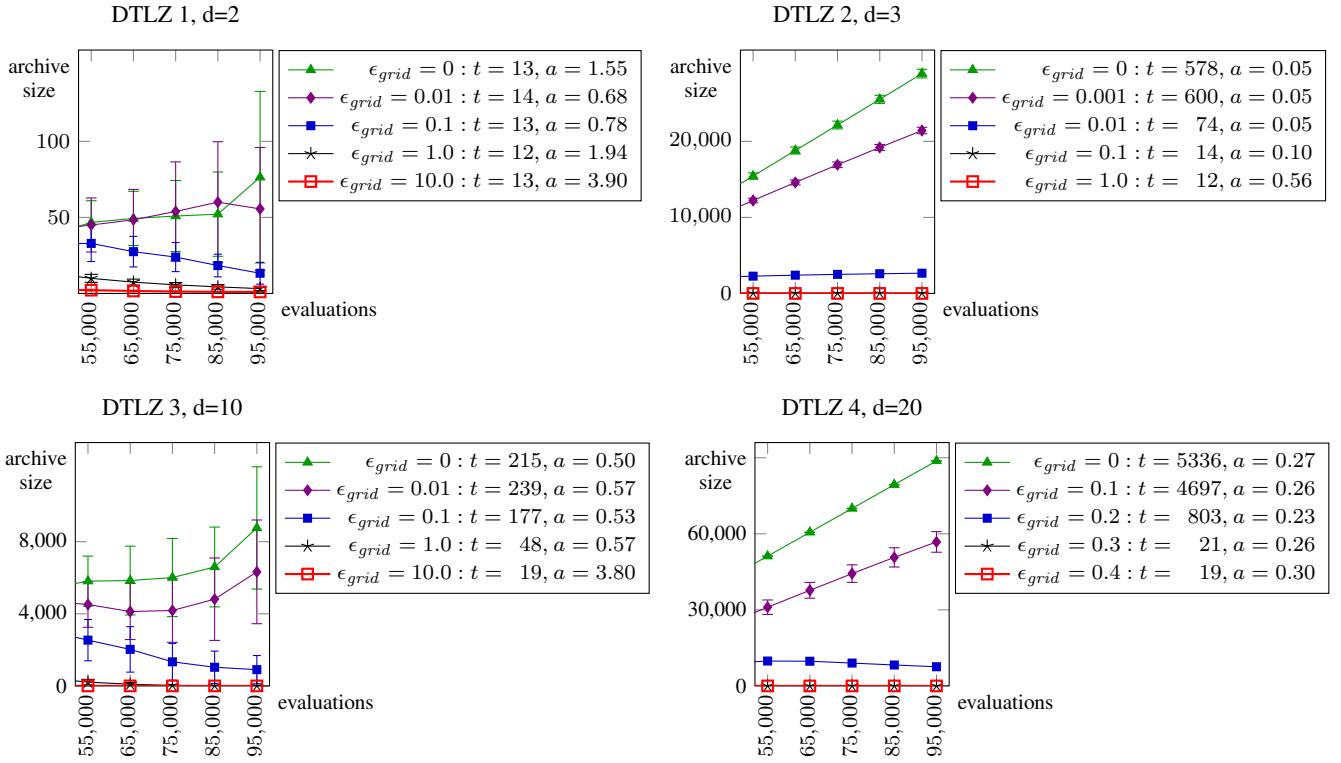 DTLZ 1, d=2
archive
size
100
50
55,000
65,000
75,000
85,000
95,000
evaluations
ϵ_grid = 0 : t = 13, a = 1.55
ϵ_grid = 0.01 : t = 14, a = 0.68
ϵ_grid = 0.1 : t = 13, a = 0.78
ϵ_grid = 1.0 : t = 12, a = 1.94
ϵ_grid = 10.0 : t = 13, a = 3.90
DTLZ 2, d=3
archive
size
20,000
10,000
0
55,000
65,000
75,000
85,000
95,000
evaluations
ϵ_grid = 0 : t = 578, a = 0.05
ϵ_grid = 0.001 : t = 600, a = 0.05
ϵ_grid = 0.01 : t = 74, a = 0.05
ϵ_grid = 0.1 : t = 14, a = 0.10
ϵ_grid = 1.0 : t = 12, a = 0.56
DTLZ 3, d=10
archive
size
8,000
4,000
0
55,000
65,000
75,000
85,000
95,000
evaluations
ϵ_grid = 0 : t = 215, a = 0.50
ϵ_grid = 0.01 : t = 239, a = 0.57
ϵ_grid = 0.1 : t = 177, a = 0.53
ϵ_grid = 1.0 : t = 48, a = 0.57
ϵ_grid = 10.0 : t = 19, a = 3.80
DTLZ 4, d=20
archive
size
60,000
30,000
0
55,000
65,000
75,000
85,000
95,000
evaluations
ϵ_grid = 0 : t = 5336, a = 0.27
ϵ_grid = 0.1 : t = 4697, a = 0.26
ϵ_grid = 0.2 : t = 803, a = 0.23
ϵ_grid = 0.3 : t = 21, a = 0.26
ϵ_grid = 0.4 : t = 19, a = 0.30